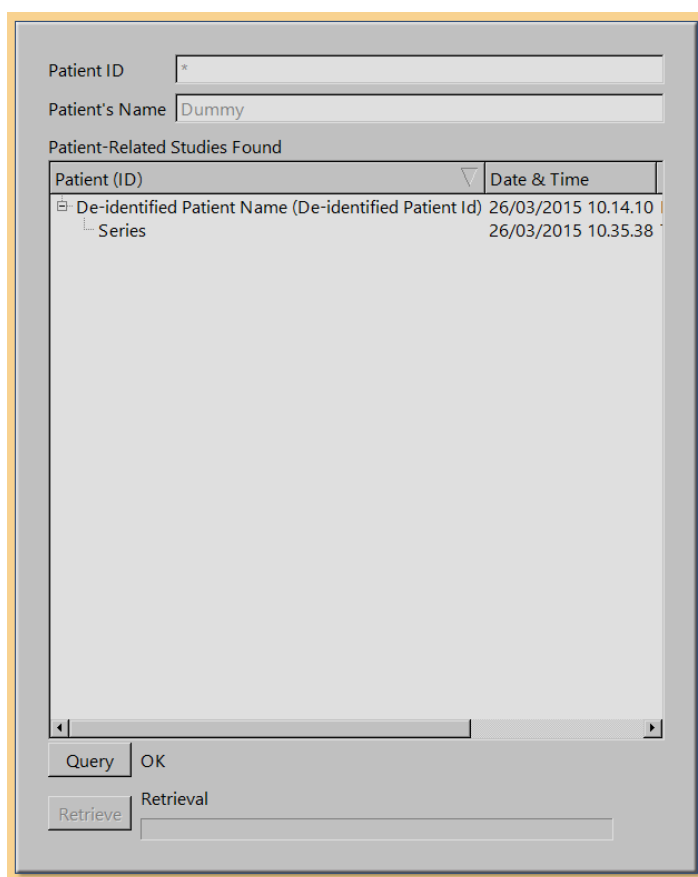 Patient ID *
Patient's Name Dummy
Patient-Related Studies Found
Patient (ID) Date & Time
De-identified Patient Name (De-identified Patient Id) 26/03/2015 10.14.10
Series 26/03/2015 10.35.38
Query OK
Retrieval
Retrieve